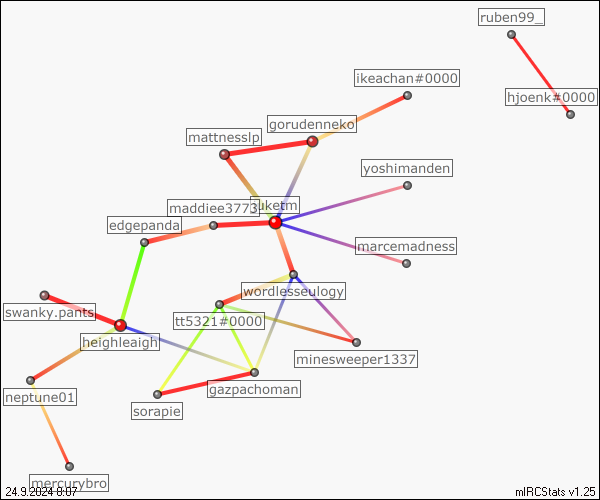 ruben99_
ikeachan#0000
hjoenk#0000
gorudenneko
mattnesslp
yoshimanden
maddiee3773
uketm
edgepanda
marcemadness
wordlesseulogy
swanky.pants
tt5321#0000
heighleaigh
minesweeper1337
gazpachoman
neptune01
sorapie
mercurybro
24.9.2024 0:07
mIRCStats v1.25